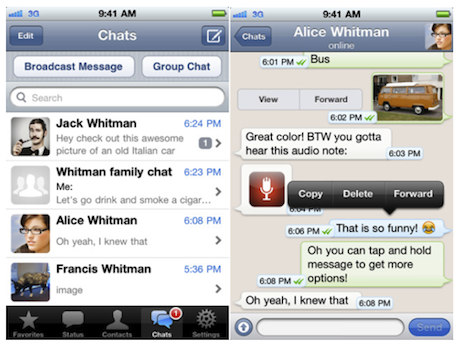 3G 9:41 AM
Edit Chats
Broadcast Message Group Chat
Search
Jack Whitman 6:24 PM
Hey check out this awesome
picture of an old Italian car 1
Whitman family chat 6:23 PM
Me:
Let's go drink and smoke a cigar...
Alice Whitman 6:08 PM
Oh yeah, I knew that
Francis Whitman 5:36 PM
image
1
Favorites Status Contacts Chats Settings
3G 9:41 AM
Chats Alice Whitman
online
6:01 PM Bus
View Forward
6:02 PM
Great color! BTW you gotta
hear this audio note: 6:03 PM
Copy Delete Forward
6:04 PM
6:06 PM That is so funny! 😂
Oh you can tap and hold
message to get more
options! 6:08 PM
Oh yeah, I knew that 6:08 PM
Send